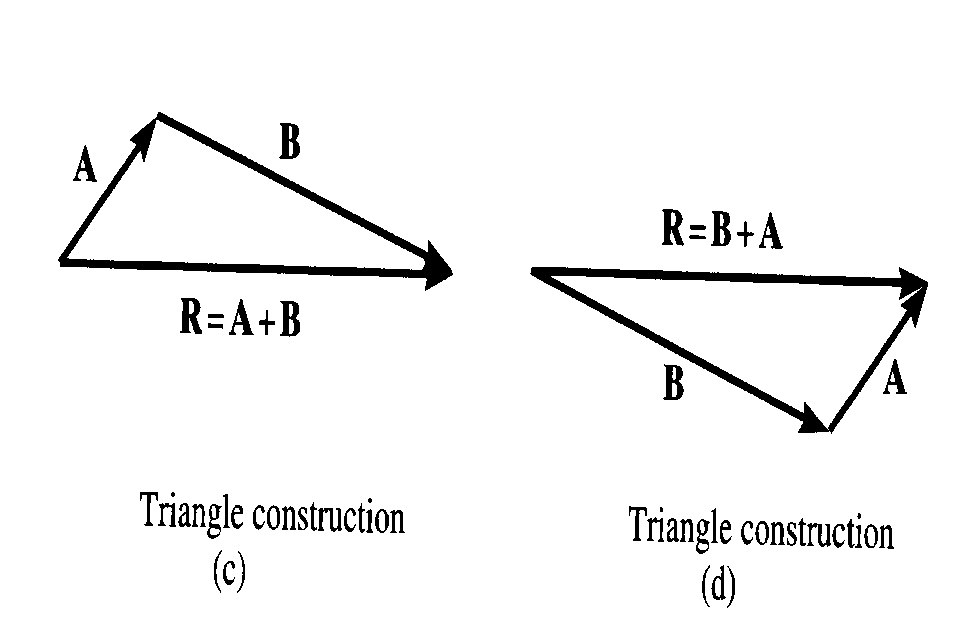 A
B
R=A+B
Triangle construction
(c)
R=B+A
B
A
Triangle construction
(d)